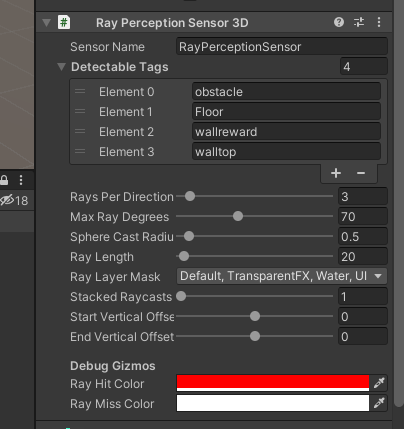 Ray Perception Sensor 3D
Sensor Name RayPerceptionSensor
Detectable Tags 4
Element 0 obstacle
Element 1 Floor
Element 2 wallreward
Element 3 walltop
+ −
Rays Per Direction 3
Max Ray Degrees 70
Sphere Cast Radiu 0.5
Ray Length 20
Ray Layer Mask Default, TransparentFX, Water, UI
18
Stacked Raycasts 1
Start Vertical Offse 0
End Vertical Offset 0
Debug Gizmos
Ray Hit Color
Ray Miss Color